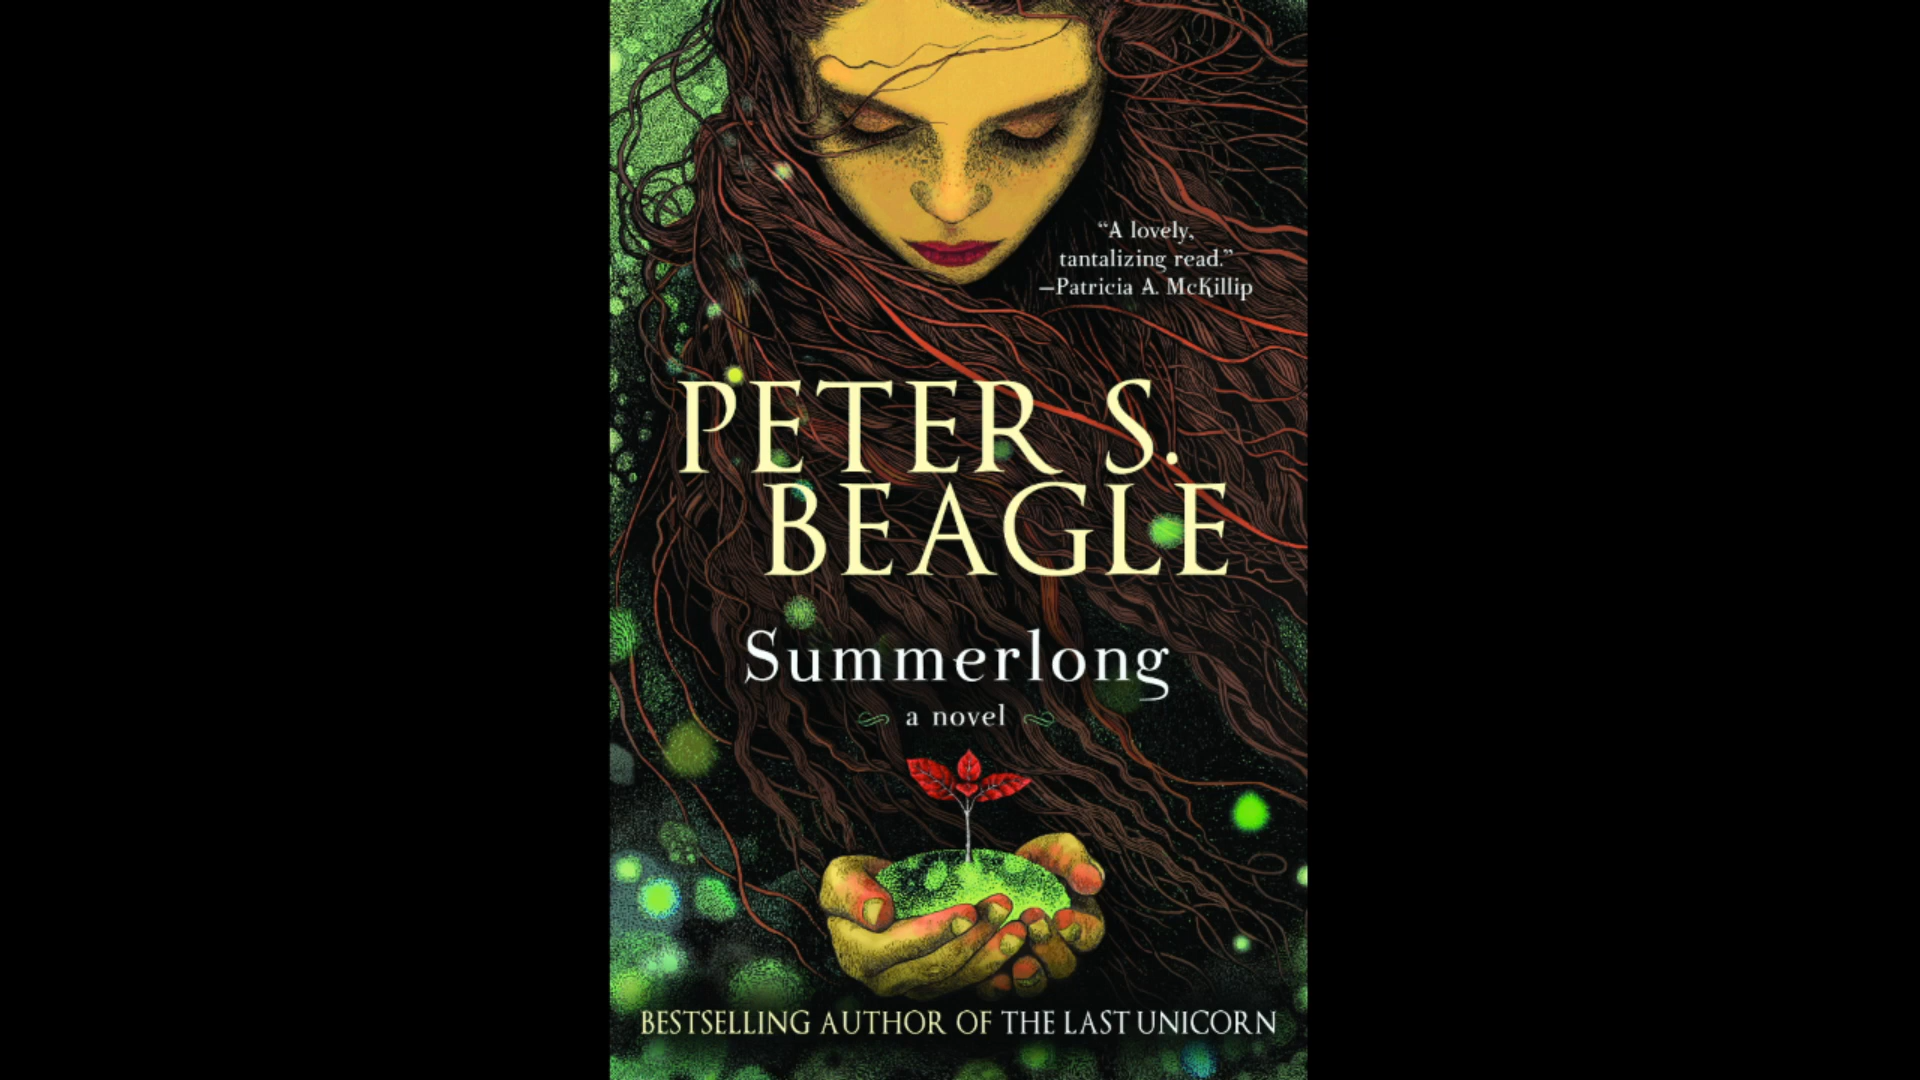 “A lovely,
tantalizing read.”
—Patricia A. McKillip
PETER S.
BEAGLE
Summerlong
a novel
BESTSELLING AUTHOR OF THE LAST UNICORN